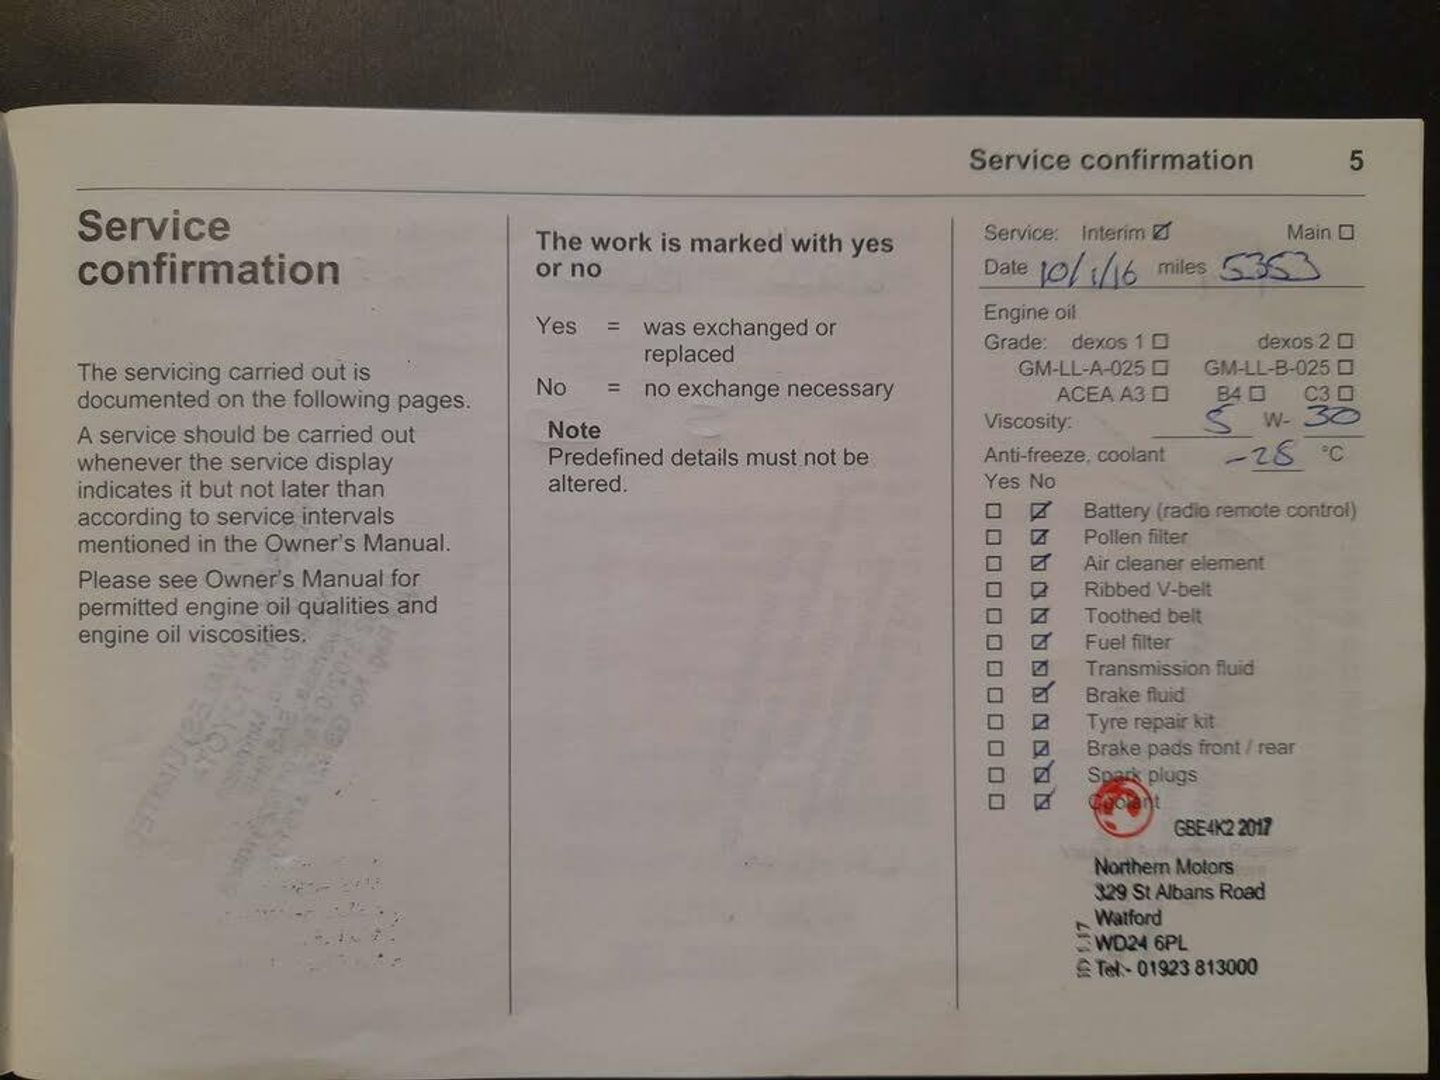 Service confirmation 5
Service
confirmation
The servicing carried out is
documented on the following pages.
A service should be carried out
whenever the service display
indicates it but not later than
according to service intervals
mentioned in the Owner's Manual.
Please see Owner's Manual for
permitted engine oil qualities and
engine oil viscosities.
The work is marked with yes
or no
Yes = was exchanged or
replaced
No = no exchange necessary
Note
Predefined details must not be
altered.
Service: Interim ☑ Main ☐
Date 10/1/16 miles 5353
Engine oil
Grade: dexos 1 ☐ dexos 2 ☐
GM-LL-A-025 ☐ GM-LL-B-025 ☐
ACEA A3 ☐ B4 ☐ C3 ☐
Viscosity: 5 W- 30
Anti-freeze, coolant -28 °C
Yes No
☐ ☑ Battery (radio remote control)
☐ ☑ Pollen filter
☐ ☑ Air cleaner element
☐ ☑ Ribbed V-belt
☐ ☑ Toothed belt
☐ ☑ Fuel filter
☐ ☑ Transmission fluid
☐ ☑ Brake fluid
☐ ☑ Tyre repair kit
☐ ☑ Brake pads front / rear
☐ ☑ Spark plugs
☐ ☑ Coolant
GBE4K2 2017
Northern Motors
329 St Albans Road
Watford
WD24 6PL
Tel:- 01923 813000